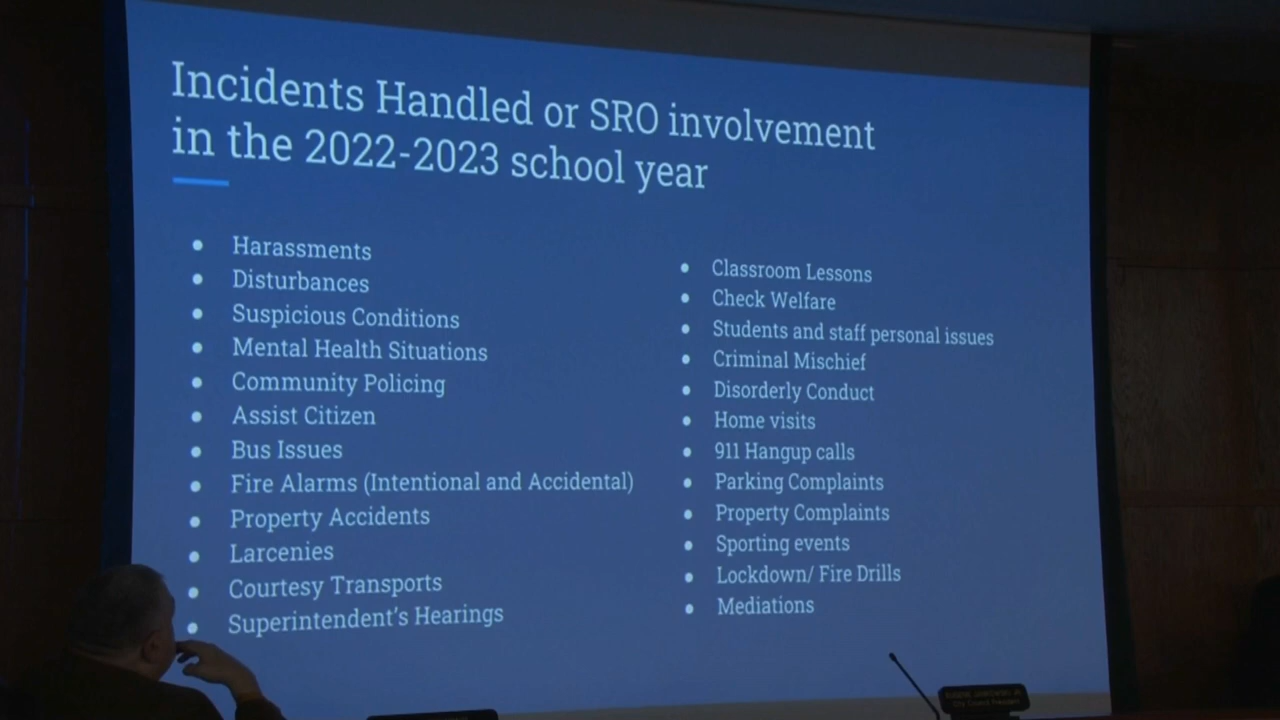 Incidents Handled or SRO involvement
in the 2022-2023 school year
● Harassments
● Disturbances
● Suspicious Conditions
● Mental Health Situations
● Community Policing
● Assist Citizen
● Bus Issues
● Fire Alarms (Intentional and Accidental)
● Property Accidents
● Larcenies
● Courtesy Transports
● Superintendent's Hearings
● Classroom Lessons
● Check Welfare
● Students and staff personal issues
● Criminal Mischief
● Disorderly Conduct
● Home visits
● 911 Hangup calls
● Parking Complaints
● Property Complaints
● Sporting events
● Lockdown/ Fire Drills
● Mediations
City Council President